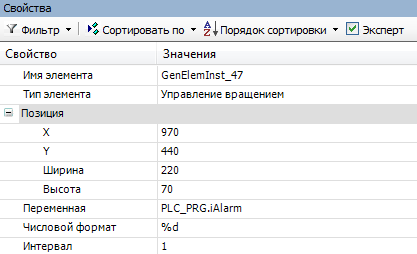 Свойства
Фильтр Сортировать по Порядок сортировки Эксперт
Свойство Значения
Имя элемента GenElemInst_47
Тип элемента Управление вращением
Позиция
X 970
Y 440
Ширина 220
Высота 70
Переменная PLC_PRG.iAlarm
Числовой формат %d
Интервал 1